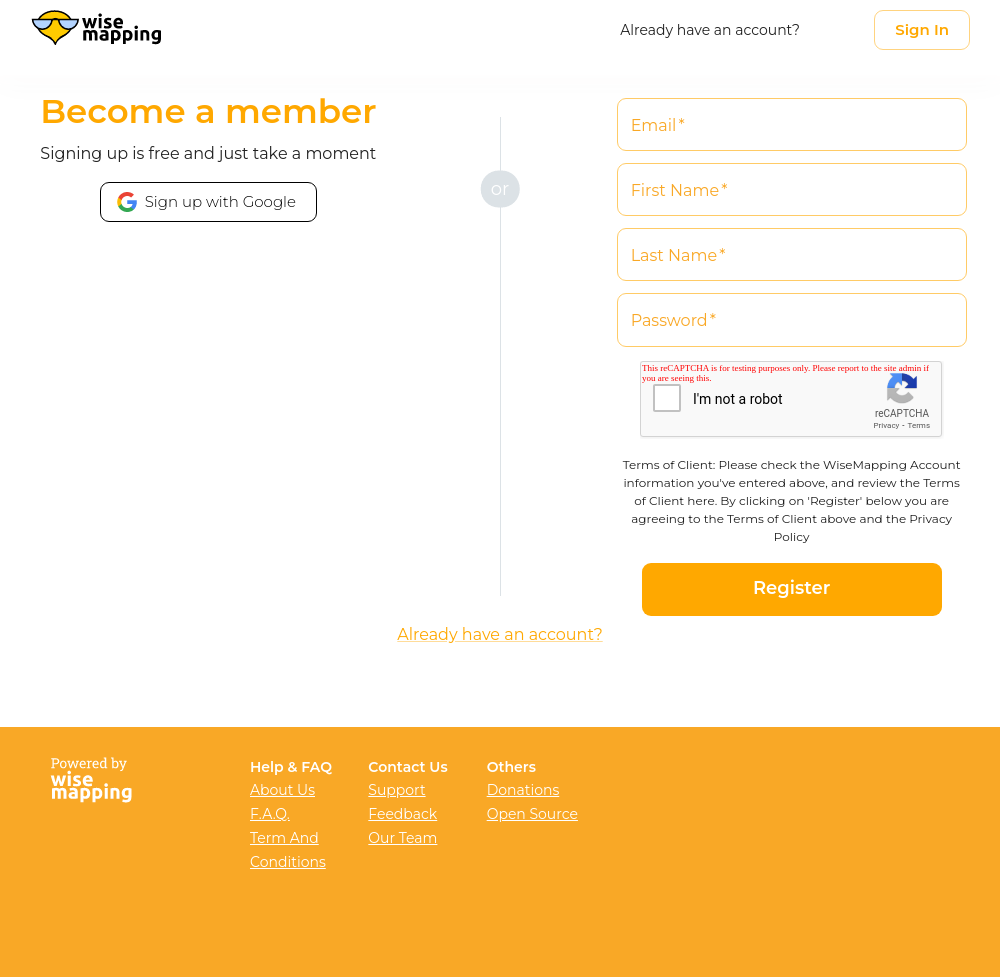 wise
mapping
Already have an account?
Sign In
Become a member
Signing up is free and just take a moment
Sign up with Google
or
Email *
First Name *
Last Name *
Password *
This reCAPTCHA is for testing purposes only. Please report to the site admin if
you are seeing this.
I'm not a robot
reCAPTCHA
Privacy - Terms
Terms of Client: Please check the WiseMapping Account
information you've entered above, and review the Terms
of Client here. By clicking on 'Register' below you are
agreeing to the Terms of Client above and the Privacy
Policy
Register
Already have an account?
Powered by
wise
mapping
Help & FAQ
About Us
F.A.Q.
Term And
Conditions
Contact Us
Support
Feedback
Our Team
Others
Donations
Open Source